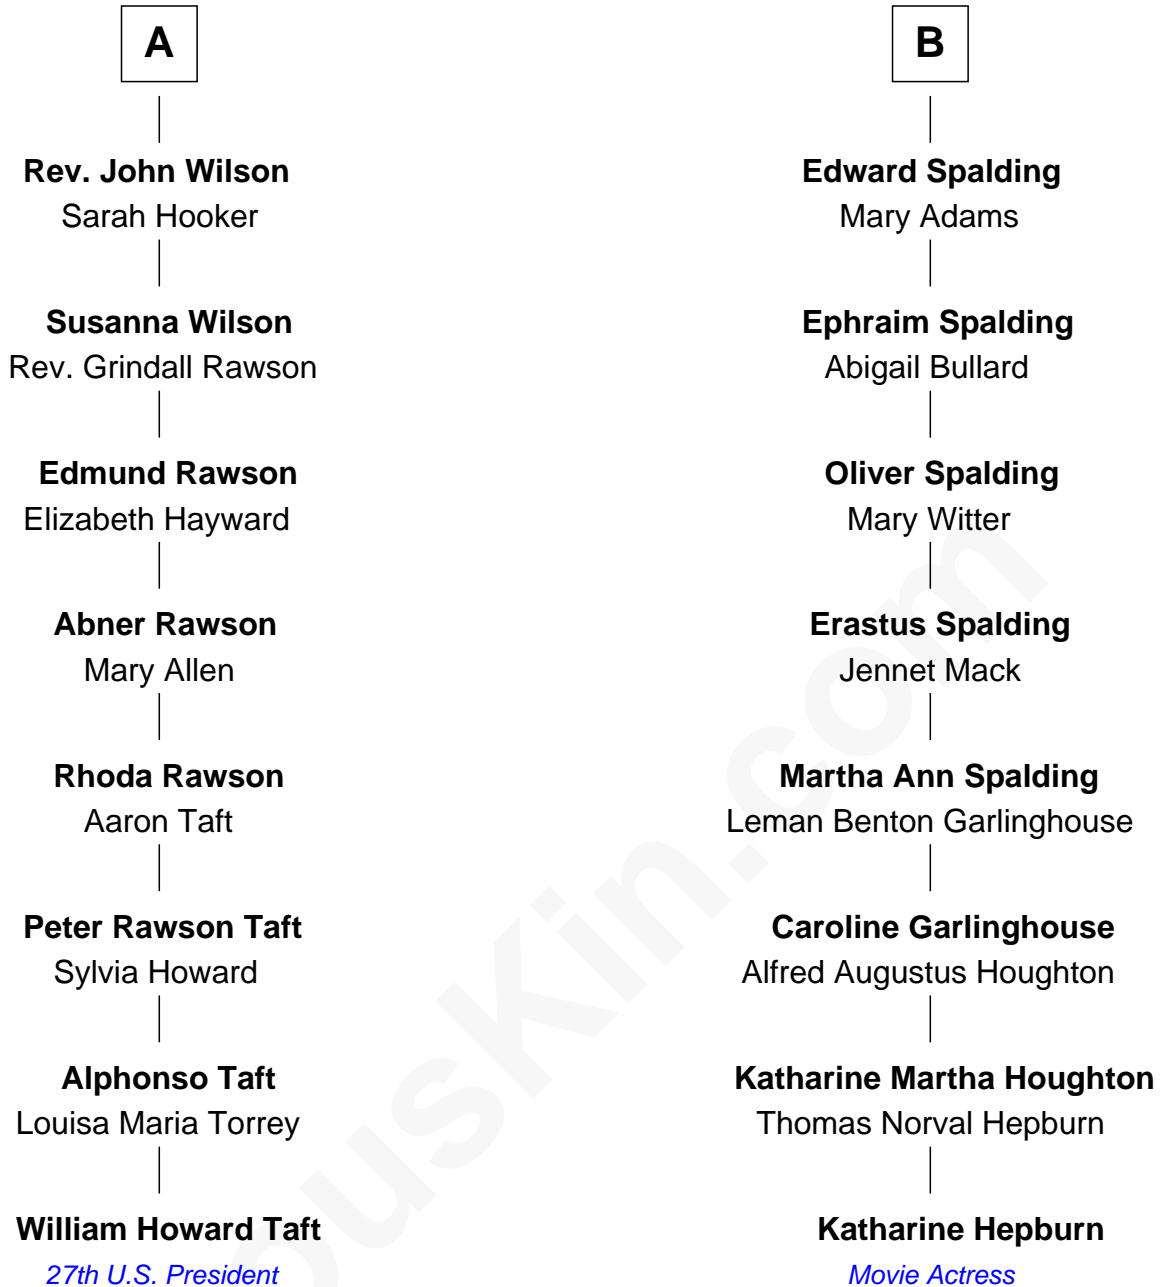 A
Rev. John Wilson
Sarah Hooker
Susanna Wilson
Rev. Grindall Rawson
Edmund Rawson
Elizabeth Hayward
Abner Rawson
Mary Allen
Rhoda Rawson
Aaron Taft
Peter Rawson Taft
Sylvia Howard
Alphonso Taft
Louisa Maria Torrey
William Howard Taft
27th U.S. President
B
Edward Spalding
Mary Adams
Ephraim Spalding
Abigail Bullard
Oliver Spalding
Mary Witter
Erastus Spalding
Jennet Mack
Martha Ann Spalding
Leman Benton Garlinghouse
Caroline Garlinghouse
Alfred Augustus Houghton
Katharine Martha Houghton
Thomas Norval Hepburn
Katharine Hepburn
Movie Actress
ousKin.com